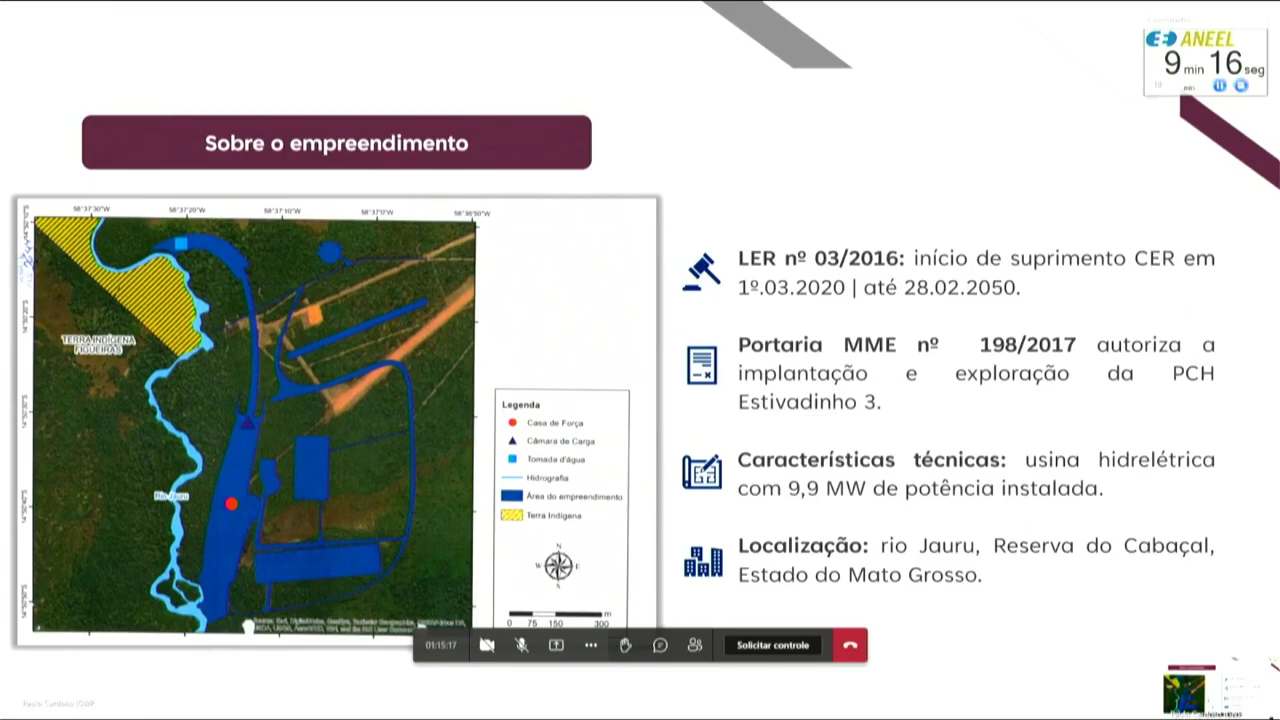 ANEEL
9 min 16 seg
Sobre o empreendimento
58°37'30"W 58°37'20"W 58°37'10"W 58°37'0"W 58°36'50"W
TERRA INDÍGENA
FIGUEIRAS
Rio Jauru
Legenda
Casa de Força
Câmara de Carga
Tomada d'água
Hidrografia
Área do empreendimento
Terra Indígena
N
W E
S
m
0 75 150 300
LER nº 03/2016: início de suprimento CER em
1º.03.2020 | até 28.02.2050.
Portaria MME nº 198/2017 autoriza a
implantação e exploração da PCH
Estivadinho 3.
Características técnicas: usina hidrelétrica
com 9,9 MW de potência instalada.
Localização: rio Jauru, Reserva do Cabaçal,
Estado do Mato Grosso.
01:15:17
Solicitar controle